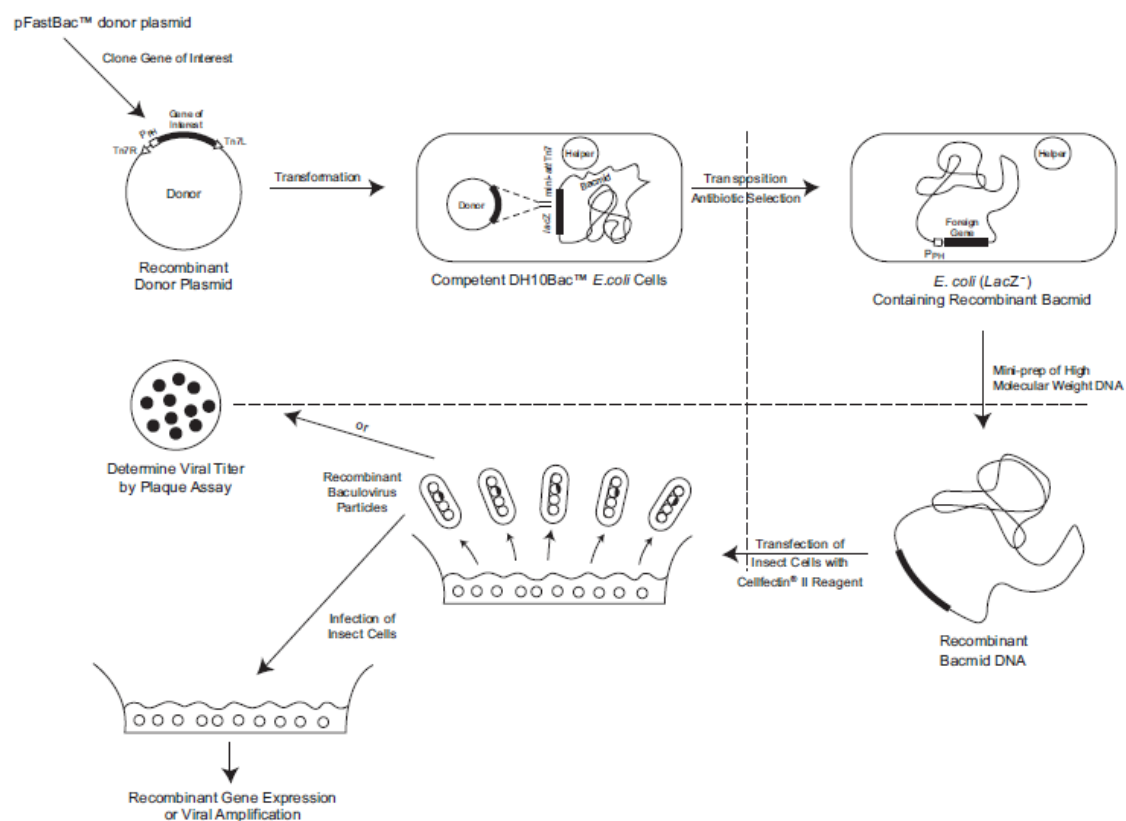 pFastBac™ donor plasmid
Clone Gene of Interest
Gene of
Interest
PPH
Tn7R
Tn7L
Donor
Recombinant
Donor Plasmid
Transformation
Helper
mini-attTn7
lacZ
Bacmid
Donor
Competent DH10Bac™ E.coli Cells
Transposition
Antibiotic Selection
Helper
Foreign
Gene
PPH
E. coli (LacZ⁻)
Containing Recombinant Bacmid
Mini-prep of High
Molecular Weight DNA
Determine Viral Titer
by Plaque Assay
or
Recombinant
Baculovirus
Particles
Transfection of
Insect Cells with
Cellfectin® II Reagent
Recombinant
Bacmid DNA
Infection of
Insect Cells
Recombinant Gene Expression
or Viral Amplification